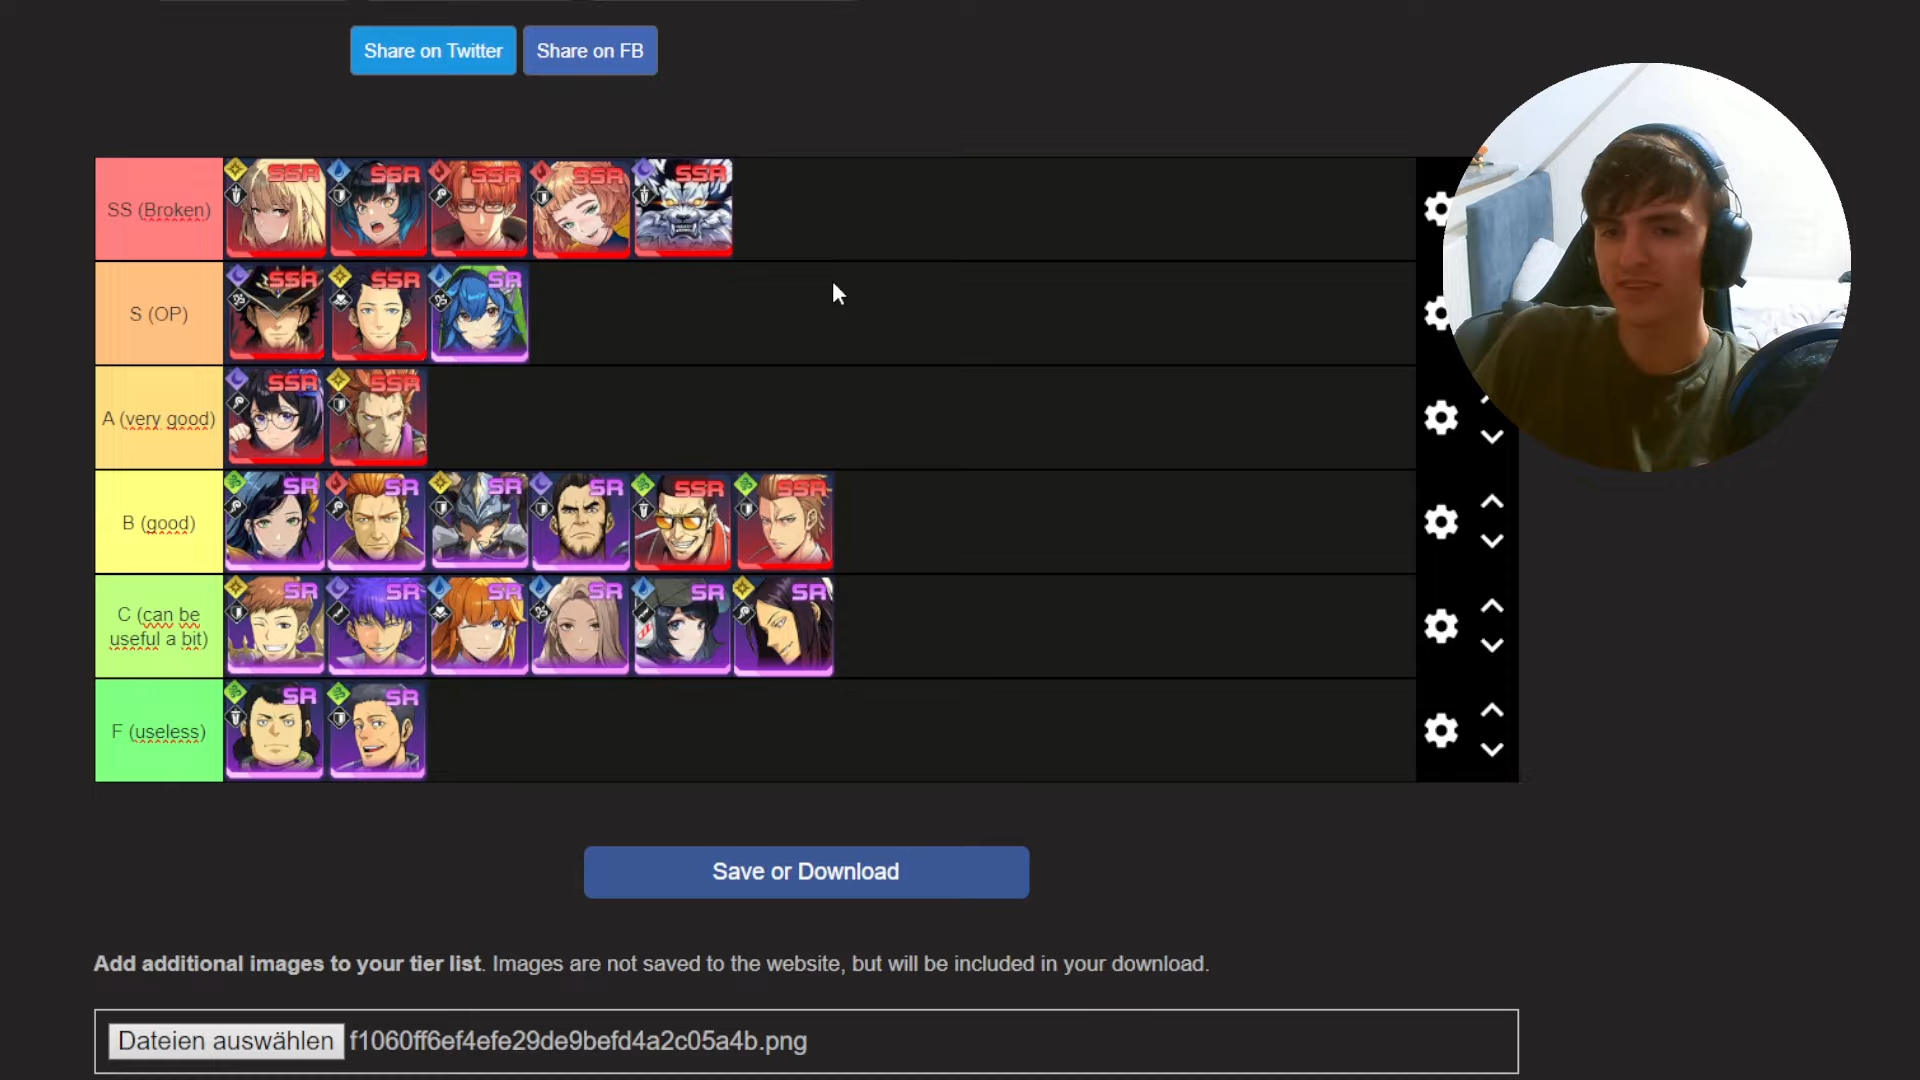 Share on Twitter Share on FB
SS (Broken) SSR SSR SSR SSR SSR
S (OP) SSR SSR SR
A (very good) SSR SSR
B (good) SR SR SR SR SSR SSR
C (can be
useful a bit) SR SR SR SR SR SR
F (useless) SR SR
Save or Download
Add additional images to your tier list. Images are not saved to the website, but will be included in your download.
Dateien auswählen f1060ff6ef4efe29de9befd4a2c05a4b.png